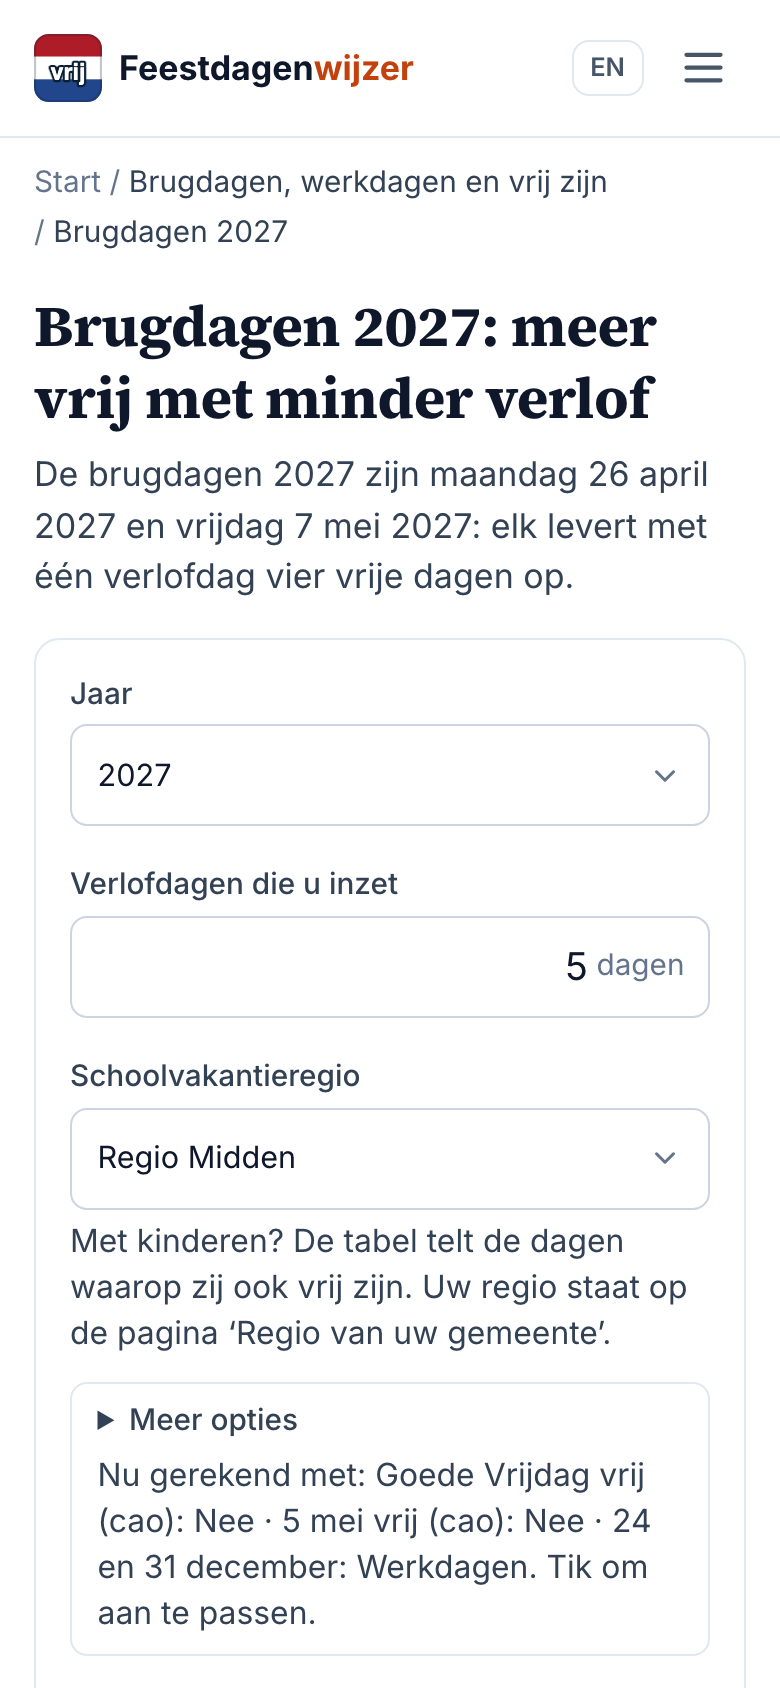 vrij Feestdagenwijzer EN
Start / Brugdagen, werkdagen en vrij zijn
/ Brugdagen 2027
Brugdagen 2027: meer
vrij met minder verlof
De brugdagen 2027 zijn maandag 26 april
2027 en vrijdag 7 mei 2027: elk levert met
één verlofdag vier vrije dagen op.
Jaar
2027
Verlofdagen die u inzet
5 dagen
Schoolvakantieregio
Regio Midden
Met kinderen? De tabel telt de dagen
waarop zij ook vrij zijn. Uw regio staat op
de pagina ‘Regio van uw gemeente’.
Meer opties
Nu gerekend met: Goede Vrijdag vrij
(cao): Nee · 5 mei vrij (cao): Nee · 24
en 31 december: Werkdagen. Tik om
aan te passen.